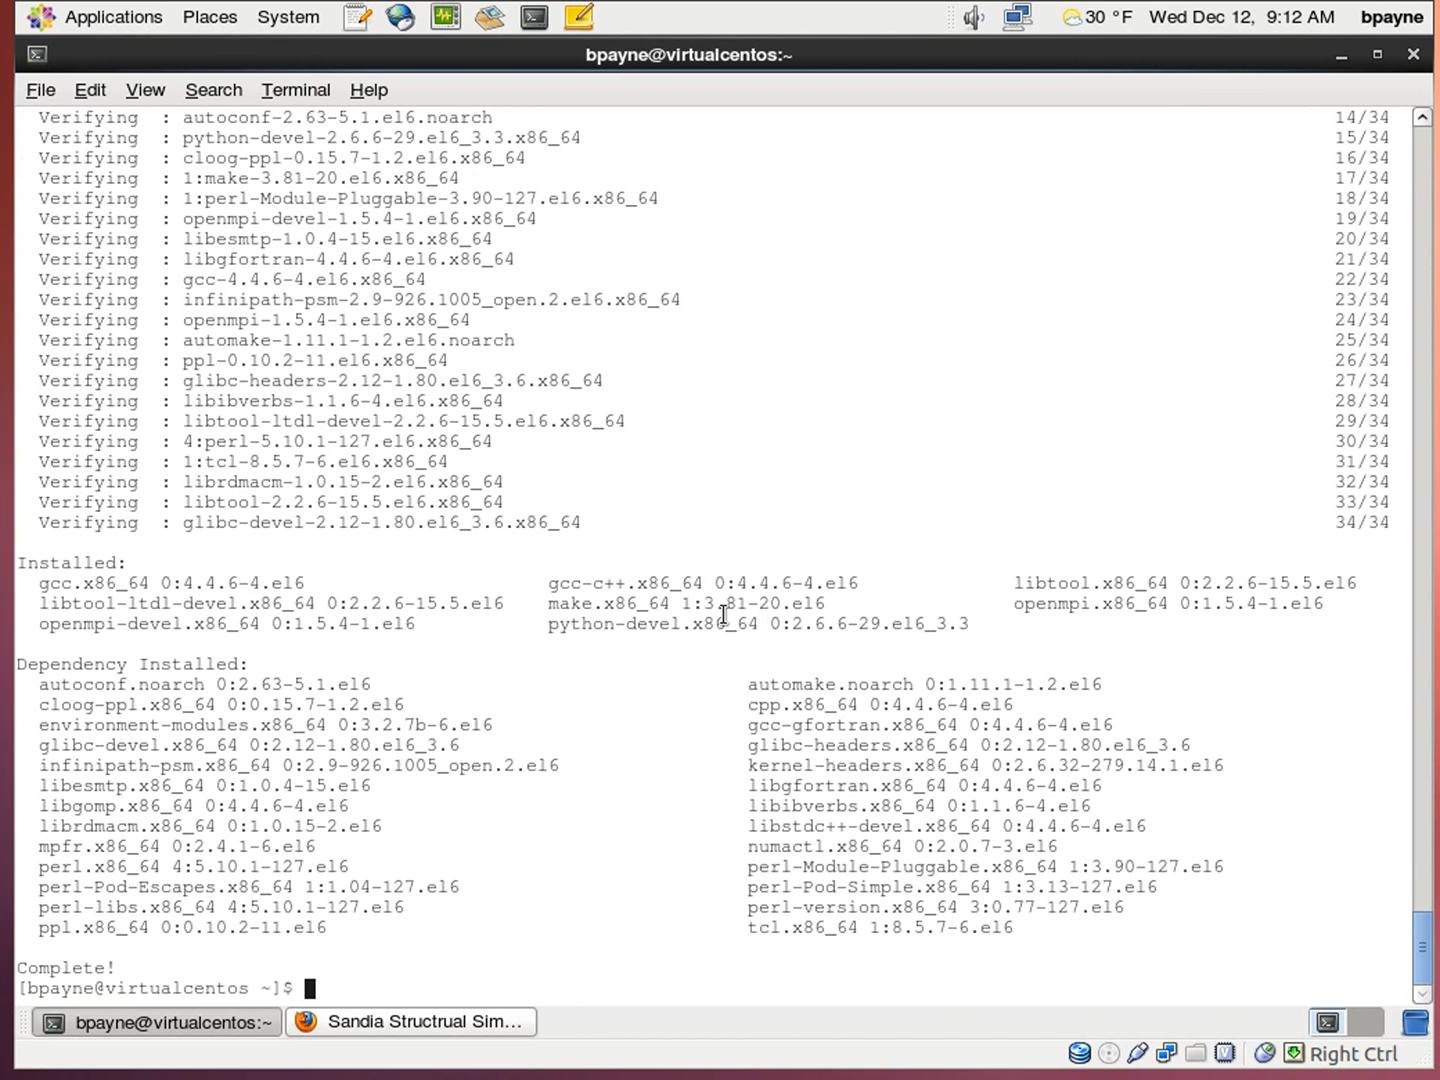 Applications Places System 30 °F Wed Dec 12, 9:12 AM bpayne
bpayne@virtualcentos:~
File Edit View Search Terminal Help
Verifying : autoconf-2.63-5.1.el6.noarch 14/34
Verifying : python-devel-2.6.6-29.el6_3.3.x86_64 15/34
Verifying : cloog-ppl-0.15.7-1.2.el6.x86_64 16/34
Verifying : 1:make-3.81-20.el6.x86_64 17/34
Verifying : 1:perl-Module-Pluggable-3.90-127.el6.x86_64 18/34
Verifying : openmpi-devel-1.5.4-1.el6.x86_64 19/34
Verifying : libesmtp-1.0.4-15.el6.x86_64 20/34
Verifying : libgfortran-4.4.6-4.el6.x86_64 21/34
Verifying : gcc-4.4.6-4.el6.x86_64 22/34
Verifying : infinipath-psm-2.9-926.1005_open.2.el6.x86_64 23/34
Verifying : openmpi-1.5.4-1.el6.x86_64 24/34
Verifying : automake-1.11.1-1.2.el6.noarch 25/34
Verifying : ppl-0.10.2-11.el6.x86_64 26/34
Verifying : glibc-headers-2.12-1.80.el6_3.6.x86_64 27/34
Verifying : libibverbs-1.1.6-4.el6.x86_64 28/34
Verifying : libtool-ltdl-devel-2.2.6-15.5.el6.x86_64 29/34
Verifying : 4:perl-5.10.1-127.el6.x86_64 30/34
Verifying : 1:tcl-8.5.7-6.el6.x86_64 31/34
Verifying : librdmacm-1.0.15-2.el6.x86_64 32/34
Verifying : libtool-2.2.6-15.5.el6.x86_64 33/34
Verifying : glibc-devel-2.12-1.80.el6_3.6.x86_64 34/34
Installed:
gcc.x86_64 0:4.4.6-4.el6 gcc-c++.x86_64 0:4.4.6-4.el6 libtool.x86_64 0:2.2.6-15.5.el6
libtool-ltdl-devel.x86_64 0:2.2.6-15.5.el6 make.x86_64 1:3.81-20.el6 openmpi.x86_64 0:1.5.4-1.el6
openmpi-devel.x86_64 0:1.5.4-1.el6 python-devel.x86_64 0:2.6.6-29.el6_3.3
Dependency Installed:
autoconf.noarch 0:2.63-5.1.el6 automake.noarch 0:1.11.1-1.2.el6
cloog-ppl.x86_64 0:0.15.7-1.2.el6 cpp.x86_64 0:4.4.6-4.el6
environment-modules.x86_64 0:3.2.7b-6.el6 gcc-gfortran.x86_64 0:4.4.6-4.el6
glibc-devel.x86_64 0:2.12-1.80.el6_3.6 glibc-headers.x86_64 0:2.12-1.80.el6_3.6
infinipath-psm.x86_64 0:2.9-926.1005_open.2.el6 kernel-headers.x86_64 0:2.6.32-279.14.1.el6
libesmtp.x86_64 0:1.0.4-15.el6 libgfortran.x86_64 0:4.4.6-4.el6
libgomp.x86_64 0:4.4.6-4.el6 libibverbs.x86_64 0:1.1.6-4.el6
librdmacm.x86_64 0:1.0.15-2.el6 libstdc++-devel.x86_64 0:4.4.6-4.el6
mpfr.x86_64 0:2.4.1-6.el6 numactl.x86_64 0:2.0.7-3.el6
perl.x86_64 4:5.10.1-127.el6 perl-Module-Pluggable.x86_64 1:3.90-127.el6
perl-Pod-Escapes.x86_64 1:1.04-127.el6 perl-Pod-Simple.x86_64 1:3.13-127.el6
perl-libs.x86_64 4:5.10.1-127.el6 perl-version.x86_64 3:0.77-127.el6
ppl.x86_64 0:0.10.2-11.el6 tcl.x86_64 1:8.5.7-6.el6
Complete!
[bpayne@virtualcentos ~]$
bpayne@virtualcentos:~ Sandia Structrual Sim...
Right Ctrl